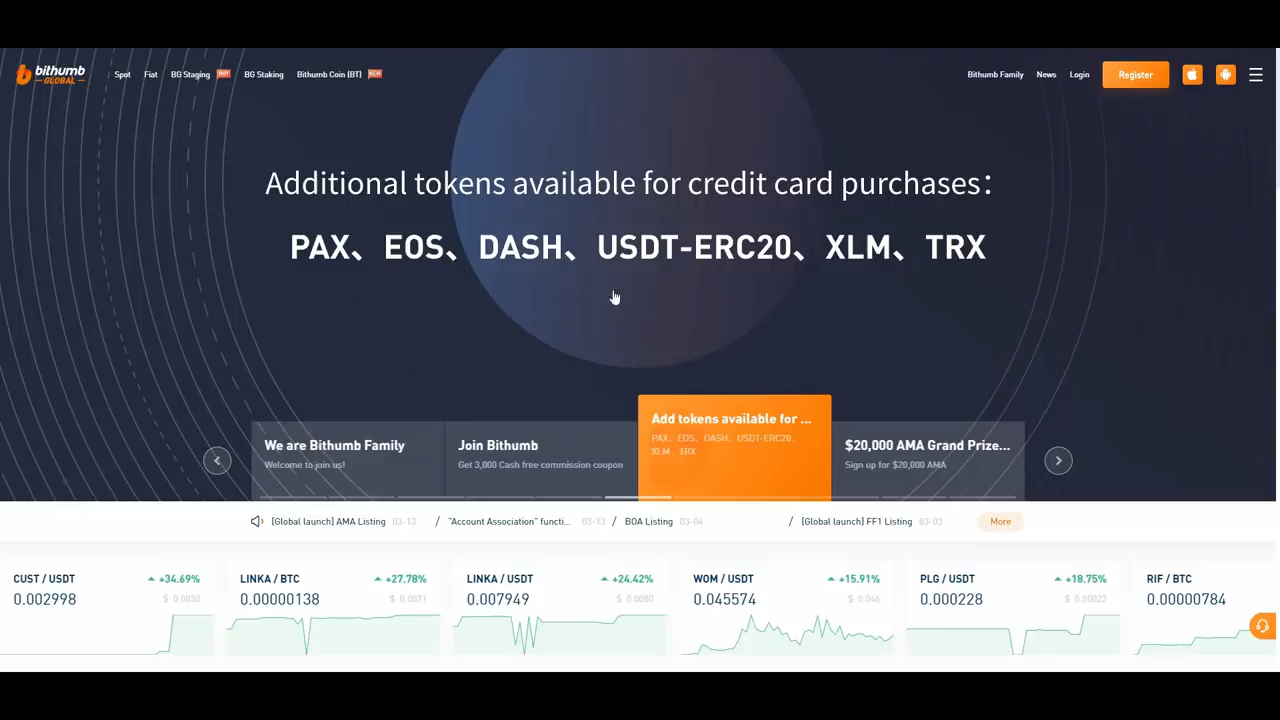 bithumb
GLOBAL
Spot Fiat BG Staging HOT BG Staking Bithumb Coin (BT) NEW Bithumb Family News Login Register
Additional tokens available for credit card purchases：
PAX、EOS、DASH、USDT-ERC20、XLM、TRX
We are Bithumb Family
Welcome to join us!
Join Bithumb
Get 3,000 Cash free commission coupon
Add tokens available for ...
PAX、EOS、DASH、USDT-ERC20、
XLM、TRX
$20,000 AMA Grand Prize...
Sign up for $20,000 AMA
[Global launch] AMA Listing 03-13 / "Account Association" functi... 03-13 / BOA Listing 03-04 / [Global launch] FF1 Listing 03-03 More
CUST / USDT +34.69%
0.002998 $ 0.0030
LINKA / BTC +27.78%
0.00000138 $ 0.0071
LINKA / USDT +24.42%
0.007949 $ 0.0080
WOM / USDT +15.91%
0.045574 $ 0.046
PLG / USDT +18.75%
0.000228 $ 0.00023
RIF / BTC
0.00000784